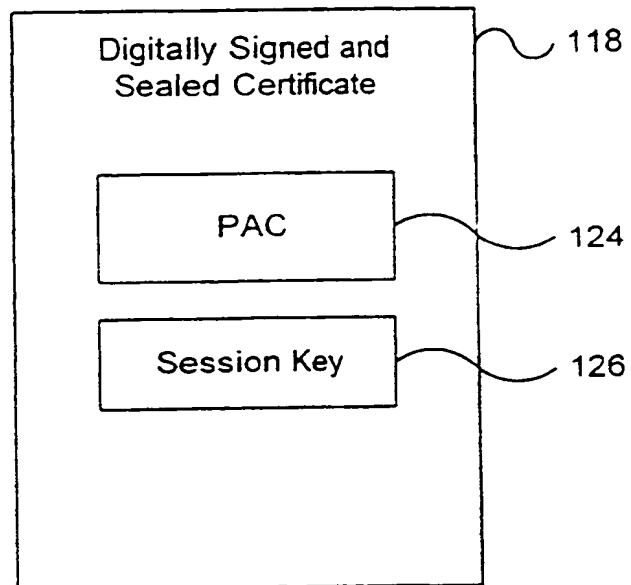 Digitally Signed and
Sealed Certificate
118
PAC
124
Session Key
126